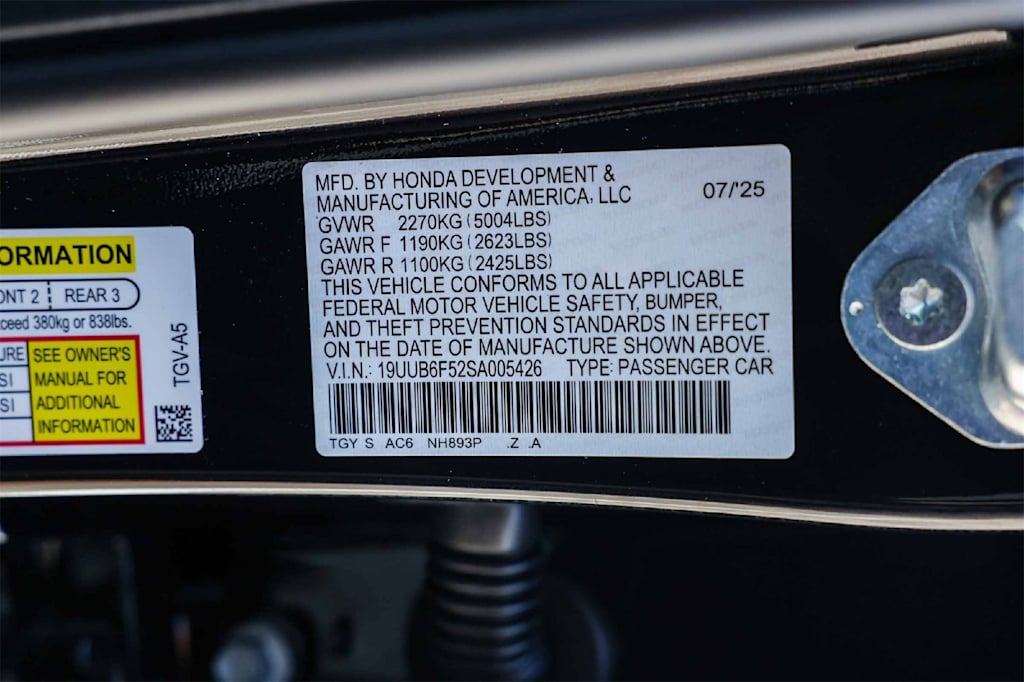 ORMATION
ONT 2 REAR 3
xceed 380kg or 838lbs.
URE
SI
SI
SEE OWNER'S
MANUAL FOR
ADDITIONAL
INFORMATION
TGV-A5
MFD. BY HONDA DEVELOPMENT &
MANUFACTURING OF AMERICA, LLC 07/'25
GVWR 2270KG (5004LBS)
GAWR F 1190KG (2623LBS)
GAWR R 1100KG (2425LBS)
THIS VEHICLE CONFORMS TO ALL APPLICABLE
FEDERAL MOTOR VEHICLE SAFETY, BUMPER,
AND THEFT PREVENTION STANDARDS IN EFFECT
ON THE DATE OF MANUFACTURE SHOWN ABOVE.
V.I.N.: 19UUB6F52SA005426 TYPE: PASSENGER CAR
TGY S AC6 NH893P .Z .A